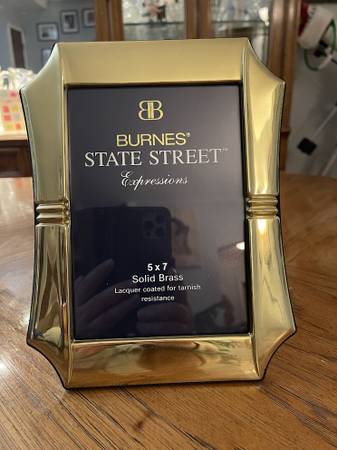 BB
BURNES®
STATE STREET™
Expressions
5 x 7
Solid Brass
Lacquer coated for tarnish
resistance